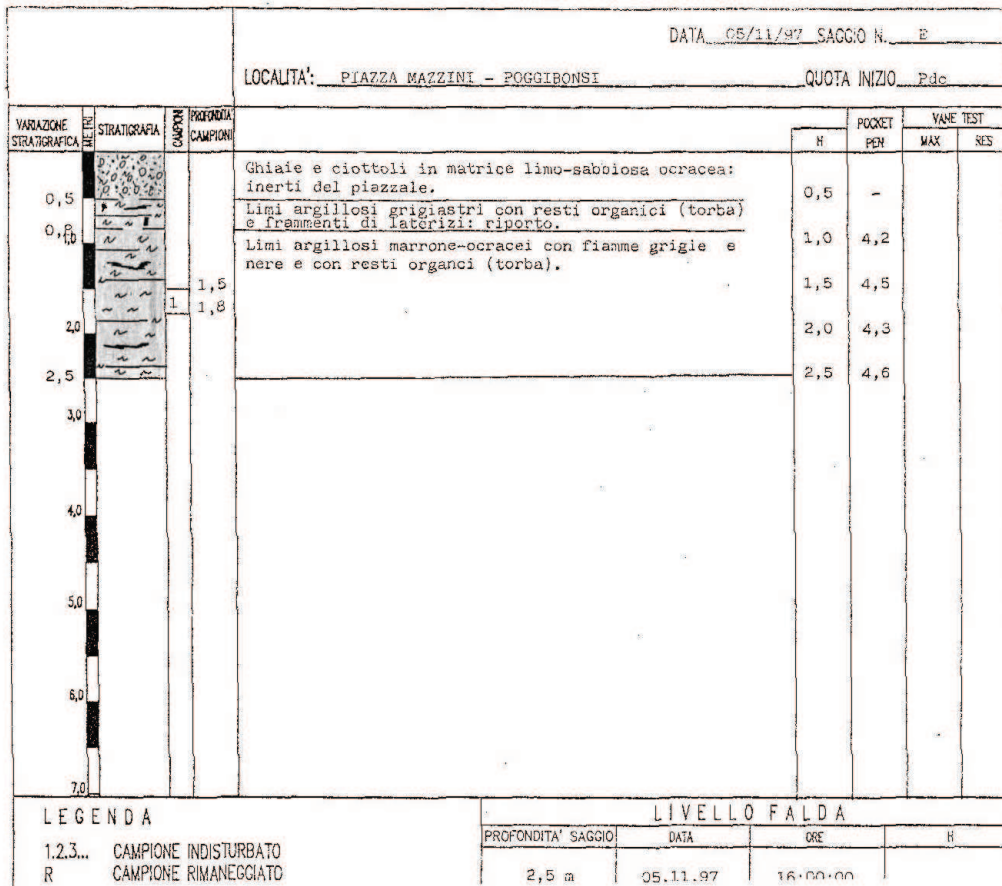 DATA 05/11/97 SAGGIO N. E
LOCALITA': PIAZZA MAZZINI - POGGIBONSI QUOTA INIZIO Pdc
VARIAZIONE STRATIGRAFICA
METRI
STRATIGRAFIA
CAMPIONI
PROFONDITA' CAMPIONI
M
POCKET PEN
VANE TEST
MAX RES
Ghiaie e ciottoli in matrice limo-sabbiosa ocracea:
inerti del piazzale.
0,5 0,5 -
Limi argillosi grigiastri con resti organici (torba)
e frammenti di laterizi: riporto.
0,8
1,0 1,0 4,2
Limi argillosi marrone-ocracei con fiamme grigie e
nere e con resti organci (torba).
1,5 1,5 4,5
1 1,8
2,0 2,0 4,3
2,5 2,5 4,6
3,0
4,0
5,0
6,0
7,0
LEGENDA
1.2.3... CAMPIONE INDISTURBATO
R CAMPIONE RIMANEGGIATO
LIVELLO FALDA
PROFONDITA' SAGGIO DATA ORE H
2,5 m 05.11.97 16:00:00